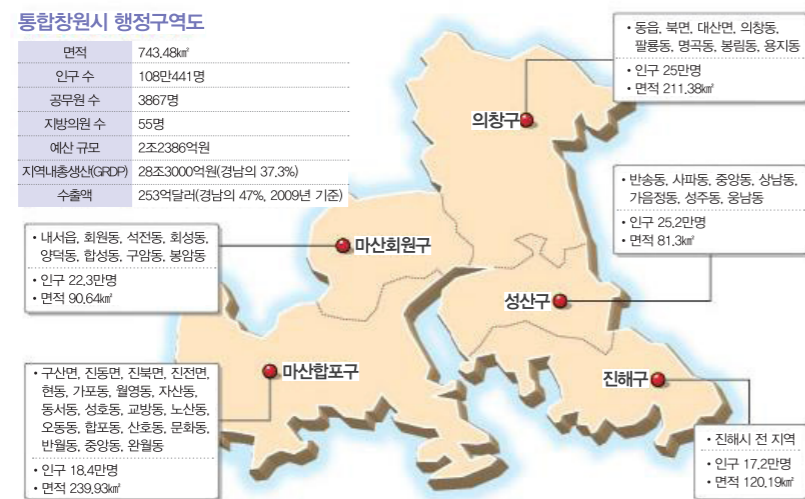 통합창원시 행정구역도
면적 743.48㎢
인구 수 108만441명
공무원 수 3867명
지방의원 수 55명
예산 규모 2조2386억원
지역내총생산(GRDP) 28조3000억원(경남의 37.3%)
수출액 253억달러(경남의 47%, 2009년 기준)
• 동읍, 북면, 대산면, 의창동,
팔룡동, 명곡동, 봉림동, 용지동
• 인구 25만명
• 면적 211.38㎢
의창구
• 반송동, 사파동, 중앙동, 상남동,
가음정동, 성주동, 웅남동
• 인구 25.2만명
• 면적 81.3㎢
성산구
• 내서읍, 회원동, 석전동, 회성동,
양덕동, 합성동, 구암동, 봉암동
• 인구 22.3만명
• 면적 90.64㎢
마산회원구
• 구산면, 진동면, 진북면, 진전면,
현동, 가포동, 월영동, 자산동,
동서동, 성호동, 교방동, 노산동,
오동동, 합포동, 산호동, 문화동,
반월동, 중앙동, 완월동
• 인구 18.4만명
• 면적 239.93㎢
마산합포구
진해구
• 진해시 전 지역
• 인구 17.2만명
• 면적 120.19㎢